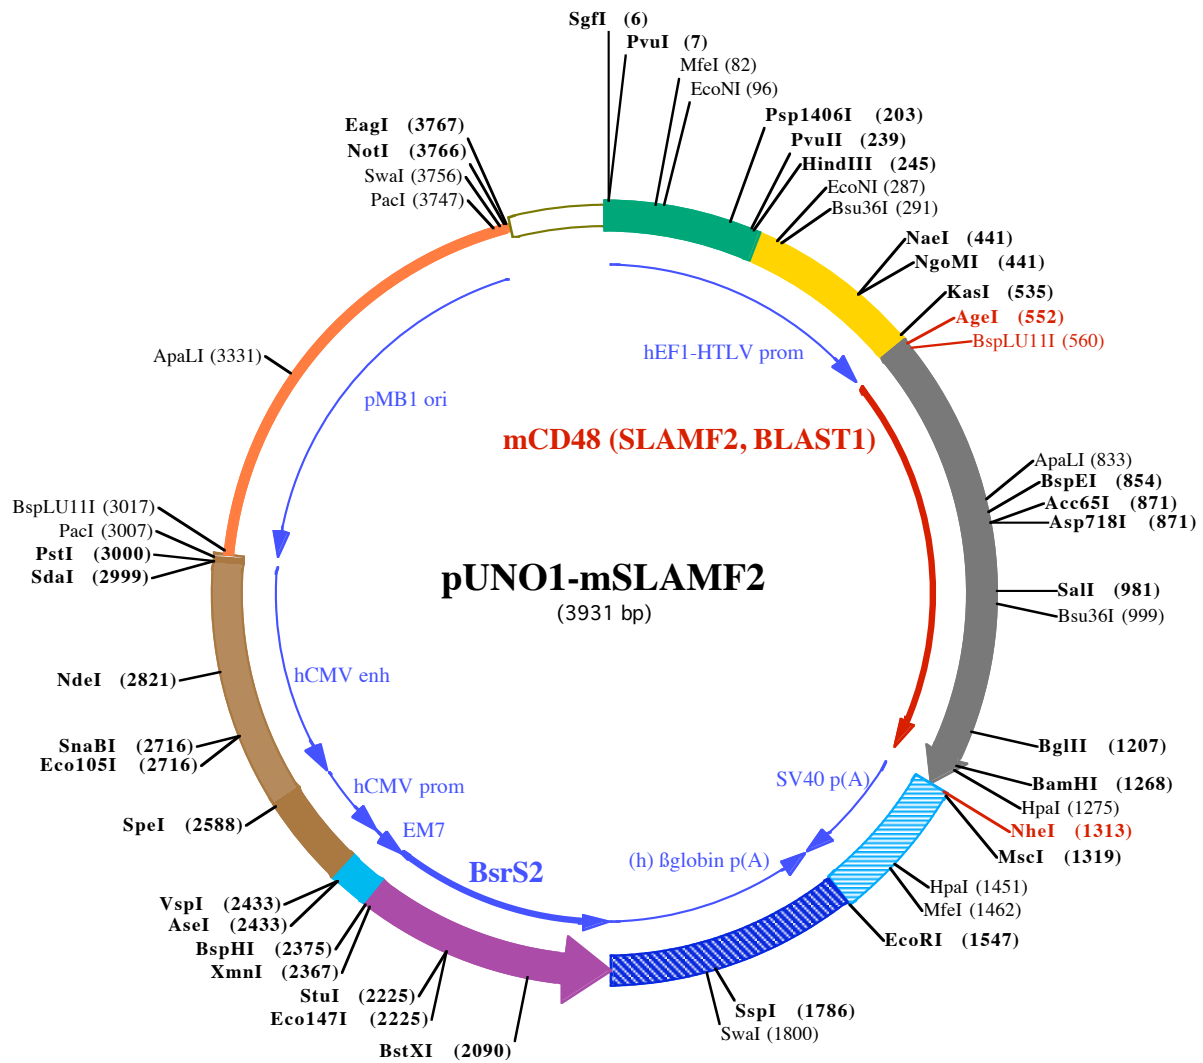 SgfI (6)
PvuI (7)
MfeI (82)
EcoNI (96)
Psp1406I (203)
PvuII (239)
HindIII (245)
EcoNI (287)
Bsu36I (291)
NaeI (441)
NgoMI (441)
KasI (535)
AgeI (552)
BspLU11I (560)
ApaLI (833)
BspEI (854)
Acc65I (871)
Asp718I (871)
SalI (981)
Bsu36I (999)
BglII (1207)
BamHI (1268)
HpaI (1275)
NheI (1313)
MscI (1319)
HpaI (1451)
MfeI (1462)
EcoRI (1547)
SspI (1786)
SwaI (1800)
BstXI (2090)
Eco147I (2225)
StuI (2225)
XmnI (2367)
BspHI (2375)
AseI (2433)
VspI (2433)
SpeI (2588)
Eco105I (2716)
SnaBI (2716)
NdeI (2821)
SdaI (2999)
PstI (3000)
PacI (3007)
BspLU11I (3017)
ApaLI (3331)
PacI (3747)
SwaI (3756)
NotI (3766)
EagI (3767)
hEF1-HTLV prom
pMB1 ori
mCD48 (SLAMF2, BLAST1)
pUNO1-mSLAMF2
(3931 bp)
hCMV enh
hCMV prom
EM7
BsrS2
(h) ßglobin p(A)
SV40 p(A)